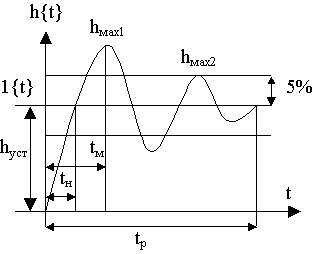 h{t}
hмах1
hмах2
1{t}
5%
hуст
tм
tн
t
tр